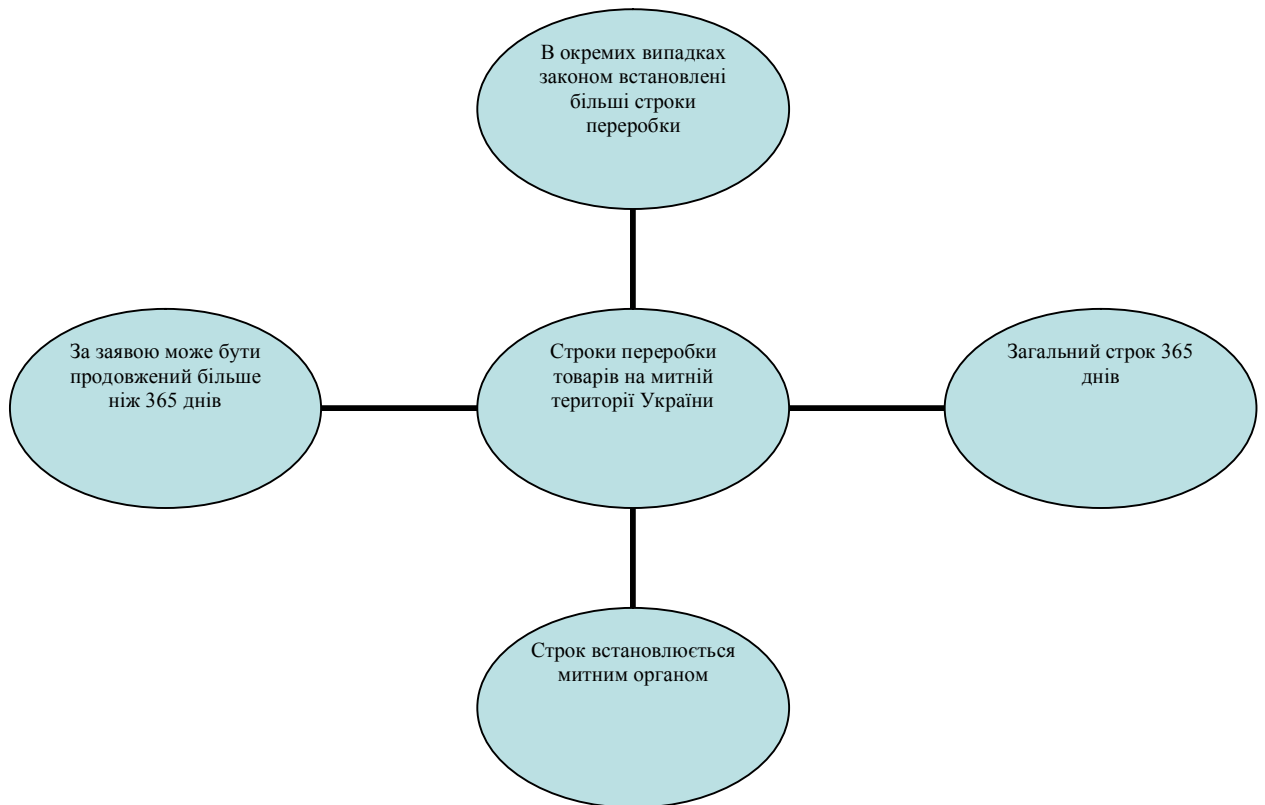 В окремих випадках
законом встановлені
більші строки
переробки
За заявою може бути
продовжений більше
ніж 365 днів
Строки переробки
товарів на митній
території України
Загальний строк 365
днів
Строк встановлюється
митним органом